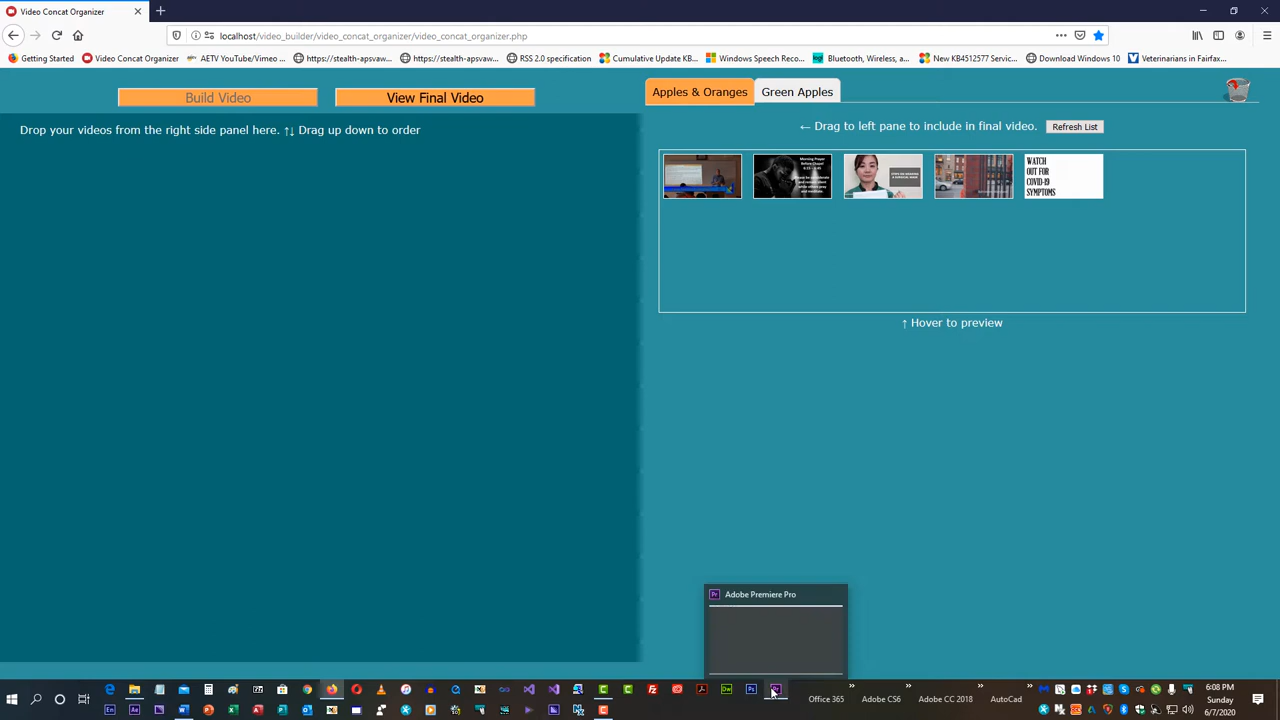 Video Concat Organizer
localhost/video_builder/video_concat_organizer/video_concat_organizer.php
Getting Started
Video Concat Organizer
AETV YouTube/Vimeo ...
https://stealth-apsvaw...
https://stealth-apsvaw...
RSS 2.0 specification
Cumulative Update KB...
Windows Speech Reco...
Bluetooth, Wireless, a...
New KB4512577 Servic...
Download Windows 10
Veterinarians in Fairfax...
Build Video
View Final Video
Apples & Oranges
Green Apples
Drop your videos from the right side panel here. ↑↓ Drag up down to order
← Drag to left pane to include in final video.
Refresh List
Morning Prayer
Before Chapel
WATCH
OUT FOR
COVID-19
SYMPTOMS
↑ Hover to preview
Adobe Premiere Pro
Office 365
Adobe CS6
Adobe CC 2018
AutoCad
6:08 PM
Sunday
6/7/2020